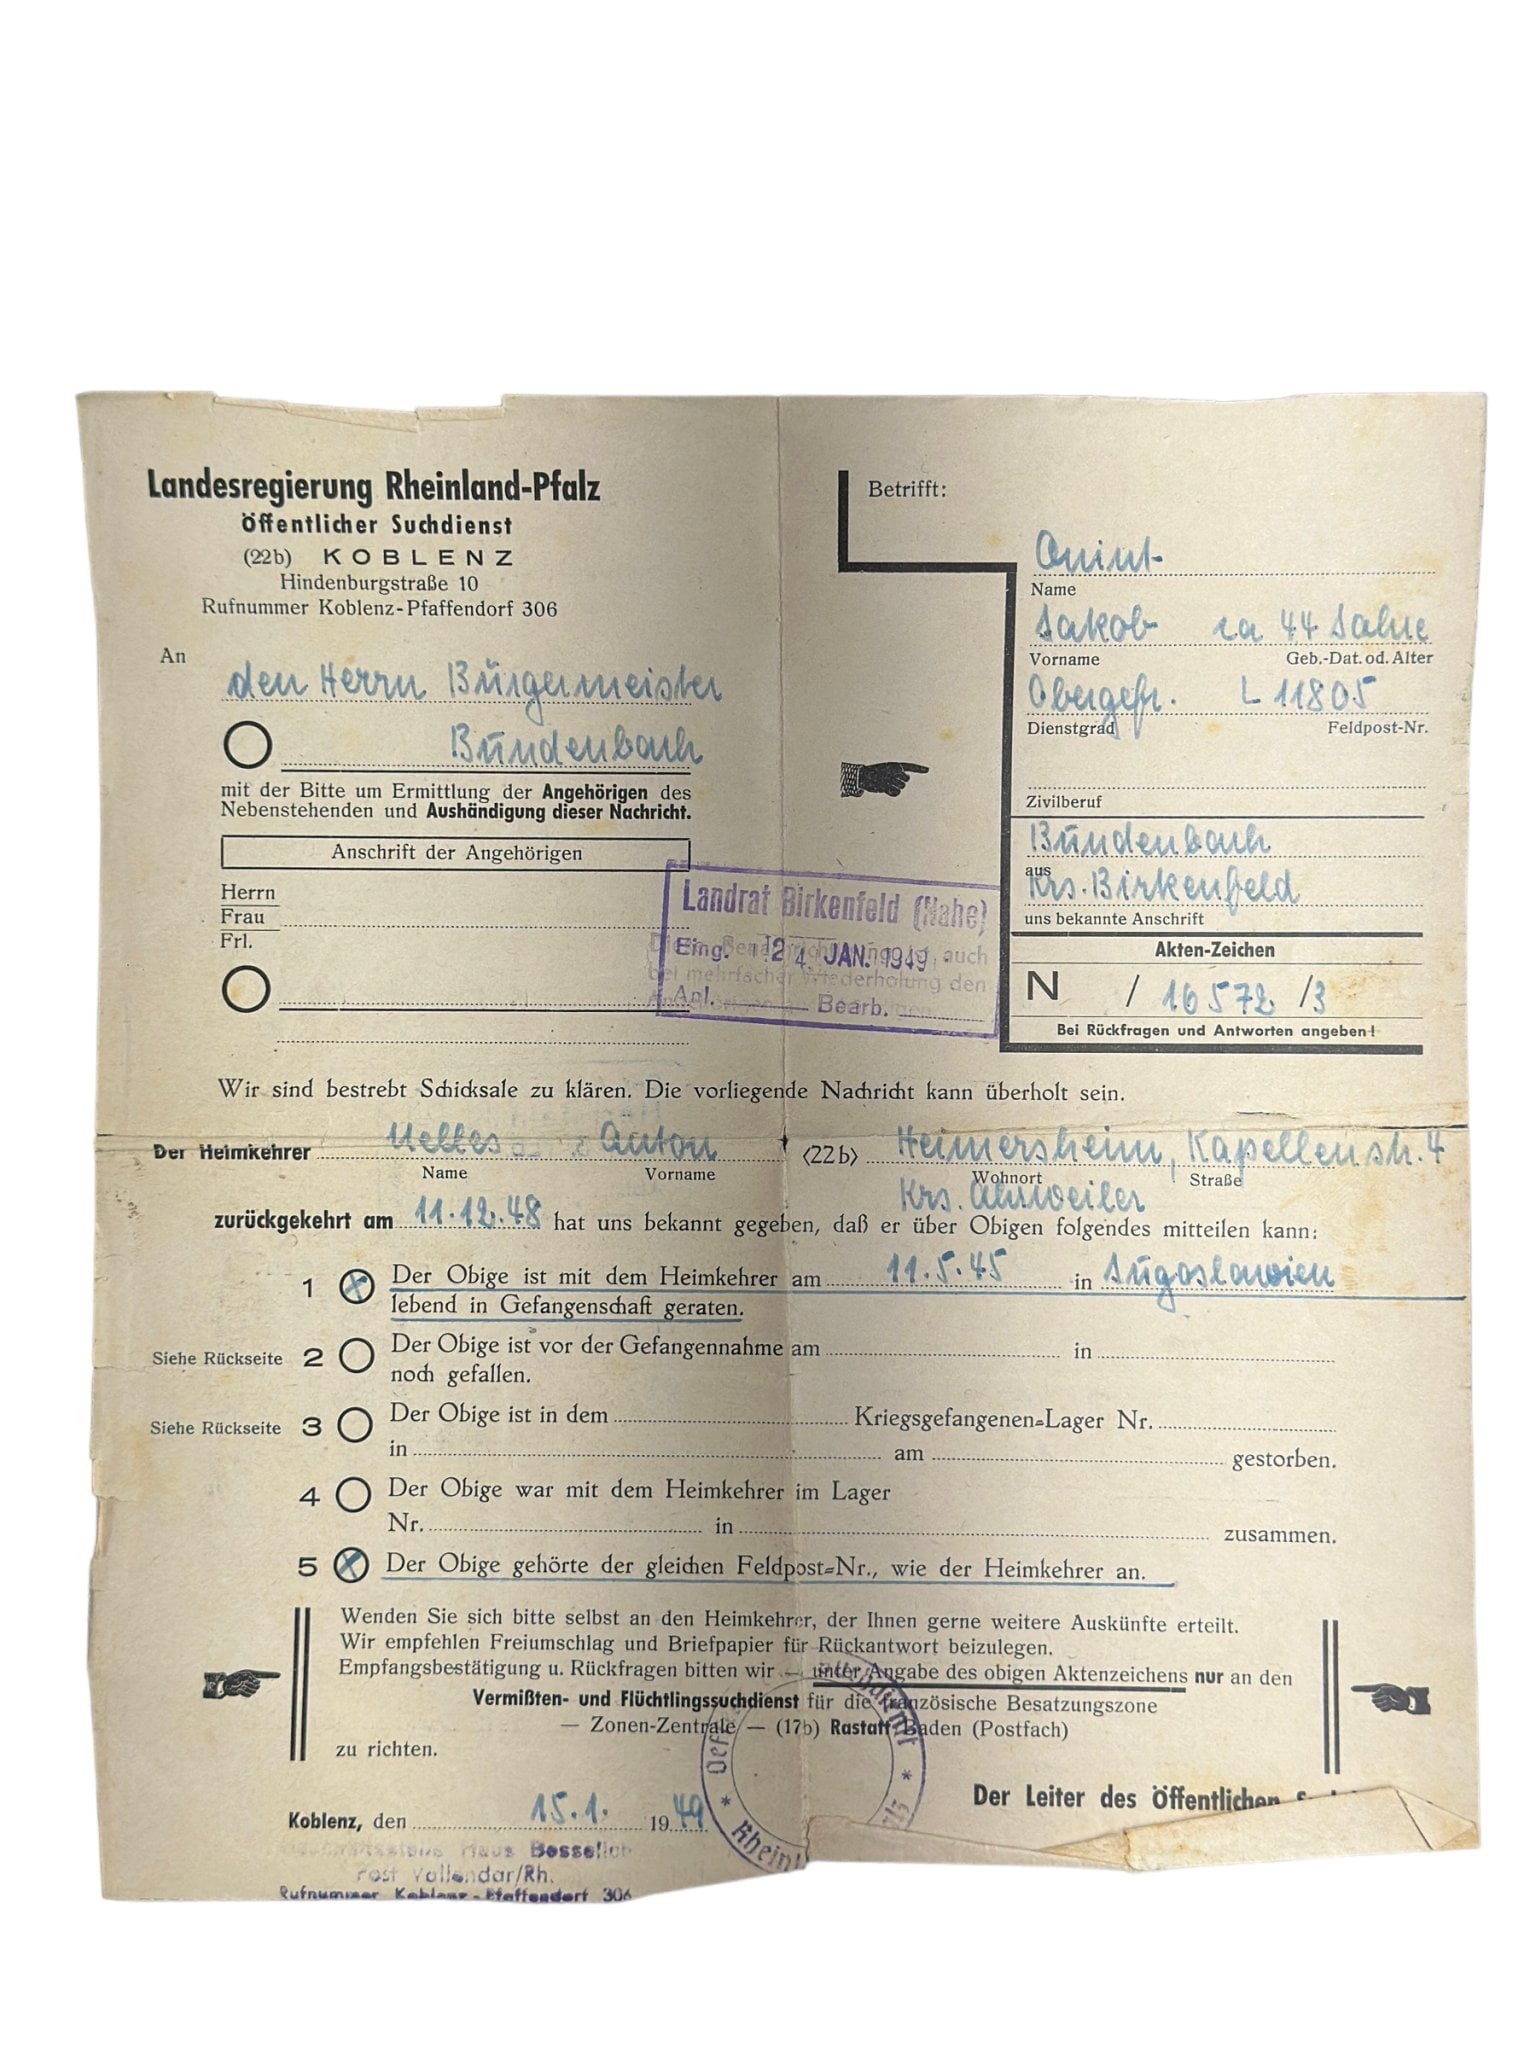 Landesregierung Rheinland-Pfalz
Öffentlicher Suchdienst
(22b) KOBLENZ
Hindenburgstraße 10
Rufnummer Koblenz-Pfaffendorf 306
An
den Herrn Bürgermeister
Bundenbach
mit der Bitte um Ermittlung der Angehörigen des
Nebenstehenden und Aushändigung dieser Nachricht.
Anschrift der Angehörigen
Herrn
Frau
Frl.
Betrifft:
Quint
Name
Jakob ca 44 Jahre
Vorname Geb.-Dat. od. Alter
Obergefr. L 11805
Dienstgrad Feldpost-Nr.
Zivilberuf
Bundenbach
aus
Krs. Birkenfeld
uns bekannte Anschrift
Akten-Zeichen
N / 16572 /3
Bei Rückfragen und Antworten angeben!
Landrat Birkenfeld (Nahe)
Eing. 24. JAN. 1949
Anl. Bearb.
auch
bei mehrfacher Wiederholung den
Wir sind bestrebt Schicksale zu klären. Die vorliegende Nachricht kann überholt sein.
Der Heimkehrer Nelles Anton (22b) Heimersheim, Kapellenstr. 4
Name Vorname Wohnort Straße
Krs. Ahrweiler
zurückgekehrt am 11.12.48 hat uns bekannt gegeben, daß er über Obigen folgendes mitteilen kann:
1 Der Obige ist mit dem Heimkehrer am 11.5.45 in Jugoslawien
lebend in Gefangenschaft geraten.
Siehe Rückseite 2 Der Obige ist vor der Gefangennahme am in
noch gefallen.
Siehe Rückseite 3 Der Obige ist in dem Kriegsgefangenen-Lager Nr.
in am gestorben.
4 Der Obige war mit dem Heimkehrer im Lager
Nr. in zusammen.
5 Der Obige gehörte der gleichen Feldpost-Nr., wie der Heimkehrer an.
Wenden Sie sich bitte selbst an den Heimkehrer, der Ihnen gerne weitere Auskünfte erteilt.
Wir empfehlen Freiumschlag und Briefpapier für Rückantwort beizulegen.
Empfangsbestätigung u. Rückfragen bitten wir — unter Angabe des obigen Aktenzeichens nur an den
Vermißten- und Flüchtlingssuchdienst für die französische Besatzungszone
— Zonen-Zentrale — (17b) Rastatt/Baden (Postfach)
zu richten.
Der Leiter des Öffentlichen
Koblenz, den 15.1. 1949
Haus Besselich
Post Vallendar/Rh.
Rufnummer Koblenz-Pfaffendorf 306